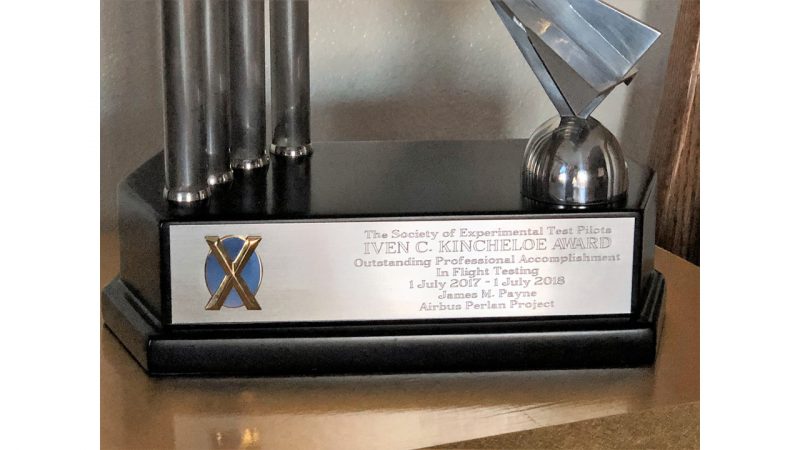 The Society of Experimental Test Pilots
IVEN C. KINCHELOE AWARD
Outstanding Professional Accomplishment
In Flight Testing
1 July 2017 - 1 July 2018
James M. Payne
Airbus Perlan Project
X